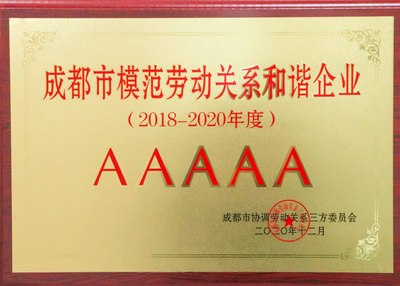 成都市模范劳动关系和谐企业
(2018-2020年度)
AAAAA
成都市协调劳动关系三方委员会
二〇二〇年十二月